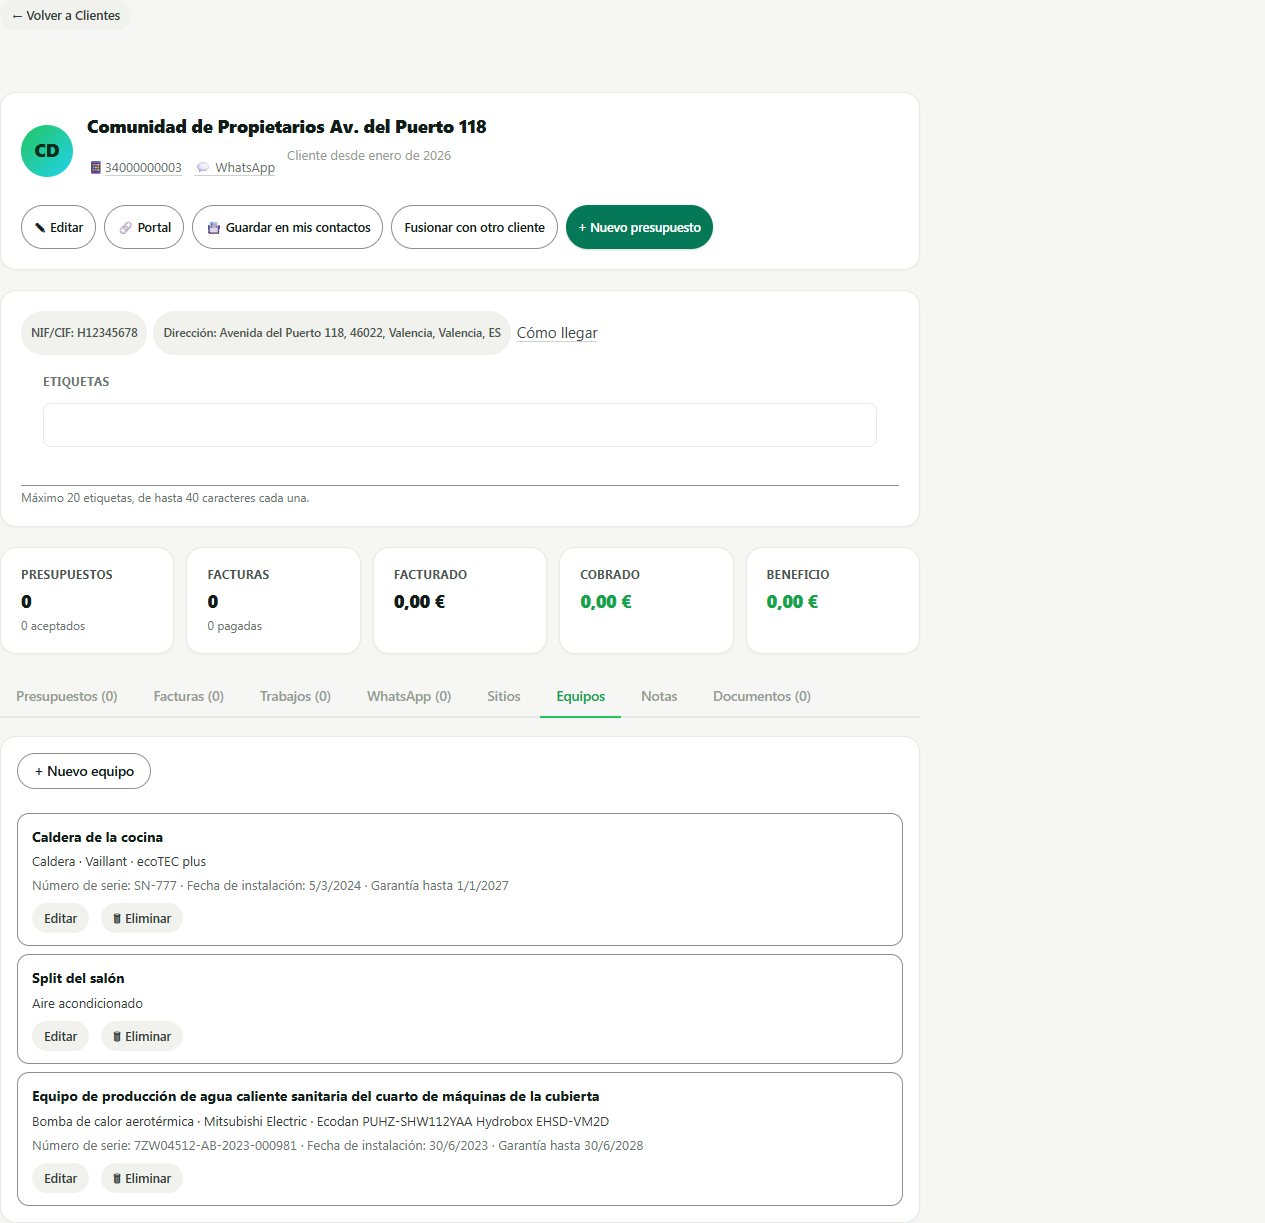 ← Volver a Clientes
CD
Comunidad de Propietarios Av. del Puerto 118
34000000003 WhatsApp Cliente desde enero de 2026
Editar Portal Guardar en mis contactos Fusionar con otro cliente + Nuevo presupuesto
NIF/CIF: H12345678 Dirección: Avenida del Puerto 118, 46022, Valencia, Valencia, ES Cómo llegar
ETIQUETAS
Máximo 20 etiquetas, de hasta 40 caracteres cada una.
PRESUPUESTOS FACTURAS FACTURADO COBRADO BENEFICIO
0 0 0,00 € 0,00 € 0,00 €
0 aceptados 0 pagadas
Presupuestos (0) Facturas (0) Trabajos (0) WhatsApp (0) Sitios Equipos Notas Documentos (0)
+ Nuevo equipo
Caldera de la cocina
Caldera · Vaillant · ecoTEC plus
Número de serie: SN-777 · Fecha de instalación: 5/3/2024 · Garantía hasta 1/1/2027
Editar Eliminar
Split del salón
Aire acondicionado
Editar Eliminar
Equipo de producción de agua caliente sanitaria del cuarto de máquinas de la cubierta
Bomba de calor aerotérmica · Mitsubishi Electric · Ecodan PUHZ-SHW112YAA Hydrobox EHSD-VM2D
Número de serie: 7ZW04512-AB-2023-000981 · Fecha de instalación: 30/6/2023 · Garantía hasta 30/6/2028
Editar Eliminar